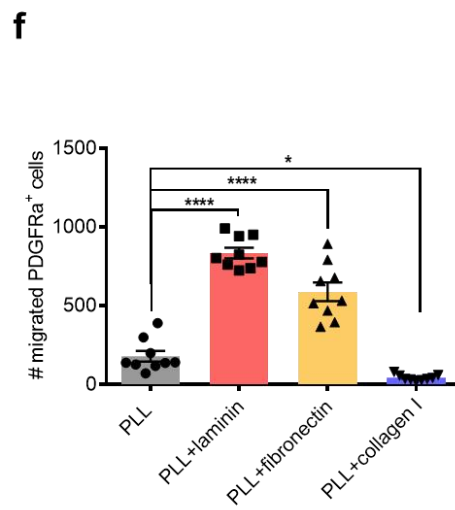 f
# migrated PDGFRa⁺ cells
1500
1000
500
0
*
****
****
PLL
PLL+laminin
PLL+fibronectin
PLL+collagen I